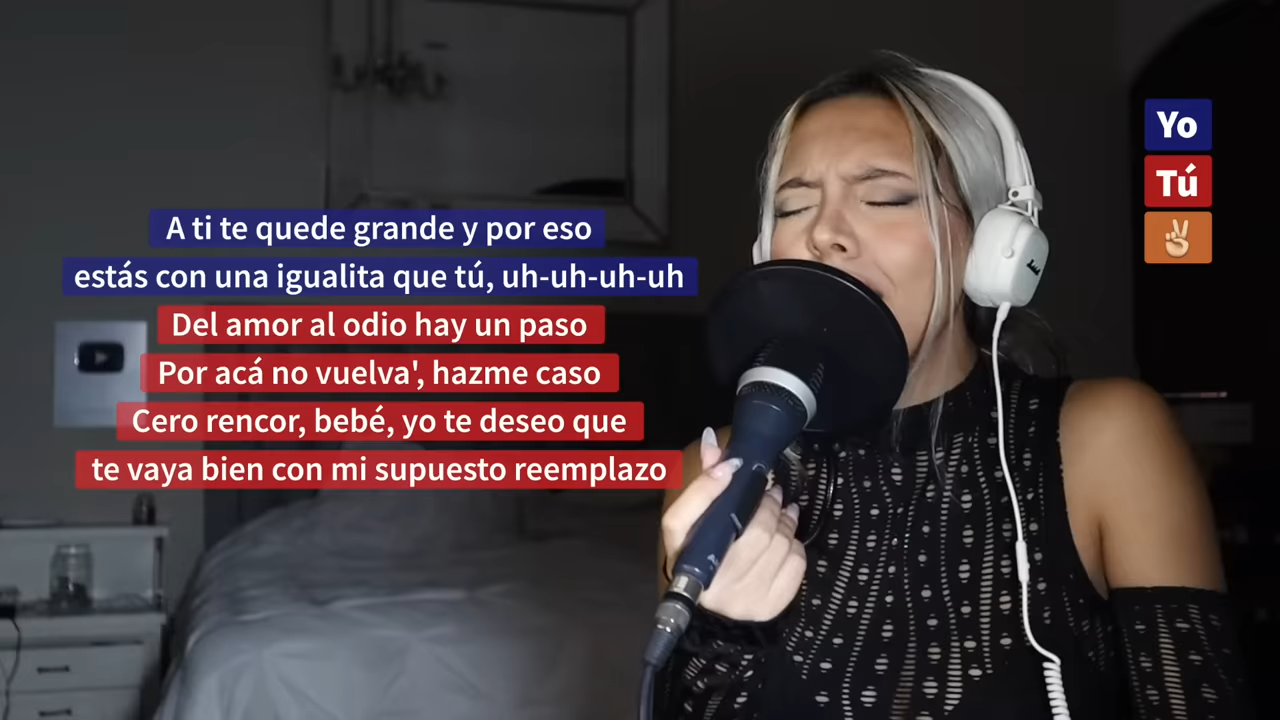 A ti te quede grande y por eso
estás con una igualita que tú, uh-uh-uh-uh
Del amor al odio hay un paso
Por acá no vuelva', hazme caso
Cero rencor, bebé, yo te deseo que
te vaya bien con mi supuesto reemplazo
Yo
Tú